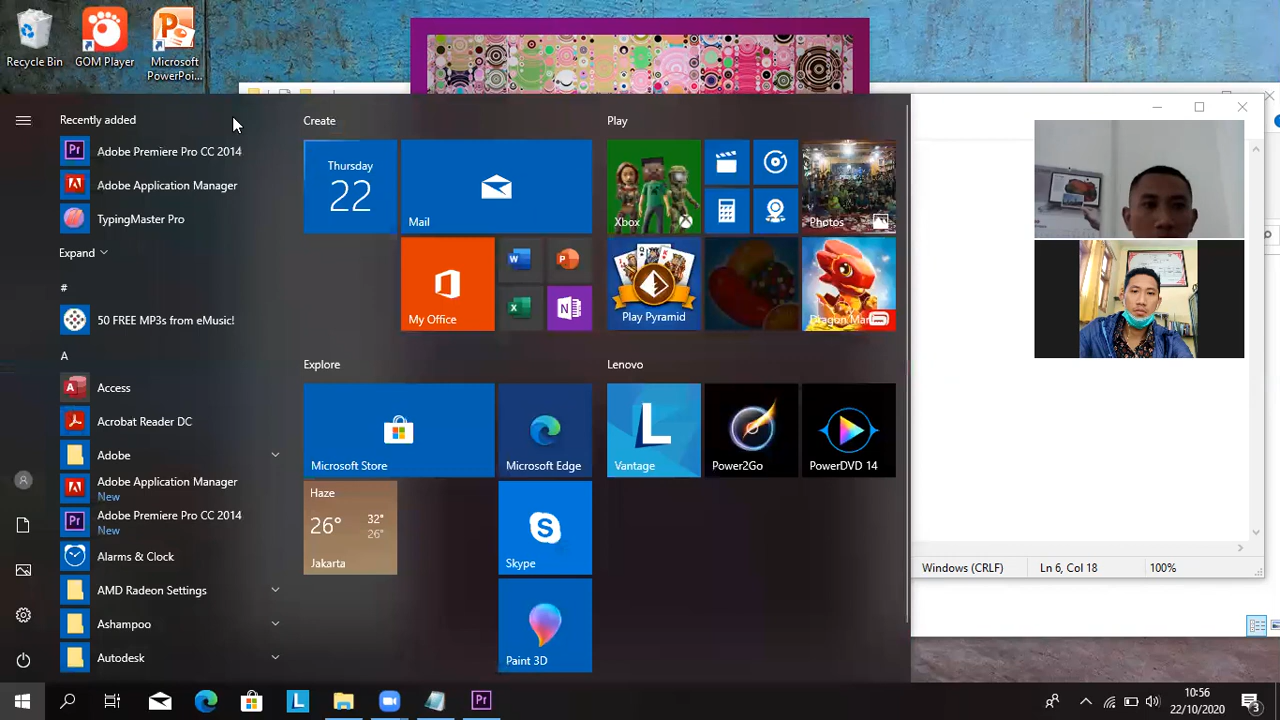 Recycle Bin
GOM Player
Microsoft
PowerPoi...
Recently added
Adobe Premiere Pro CC 2014
Adobe Application Manager
TypingMaster Pro
Expand
#
50 FREE MP3s from eMusic!
A
Access
Acrobat Reader DC
Adobe
Adobe Application Manager
New
Adobe Premiere Pro CC 2014
New
Alarms & Clock
AMD Radeon Settings
Ashampoo
Autodesk
Create
Thursday
22
Mail
My Office
Explore
Microsoft Store
Microsoft Edge
Haze
26°
32°
26°
Jakarta
Skype
Paint 3D
Play
Xbox
Photos
Play Pyramid
Lenovo
Vantage
Power2Go
PowerDVD 14
Windows (CRLF)
Ln 6, Col 18
100%
10:56
22/10/2020
3